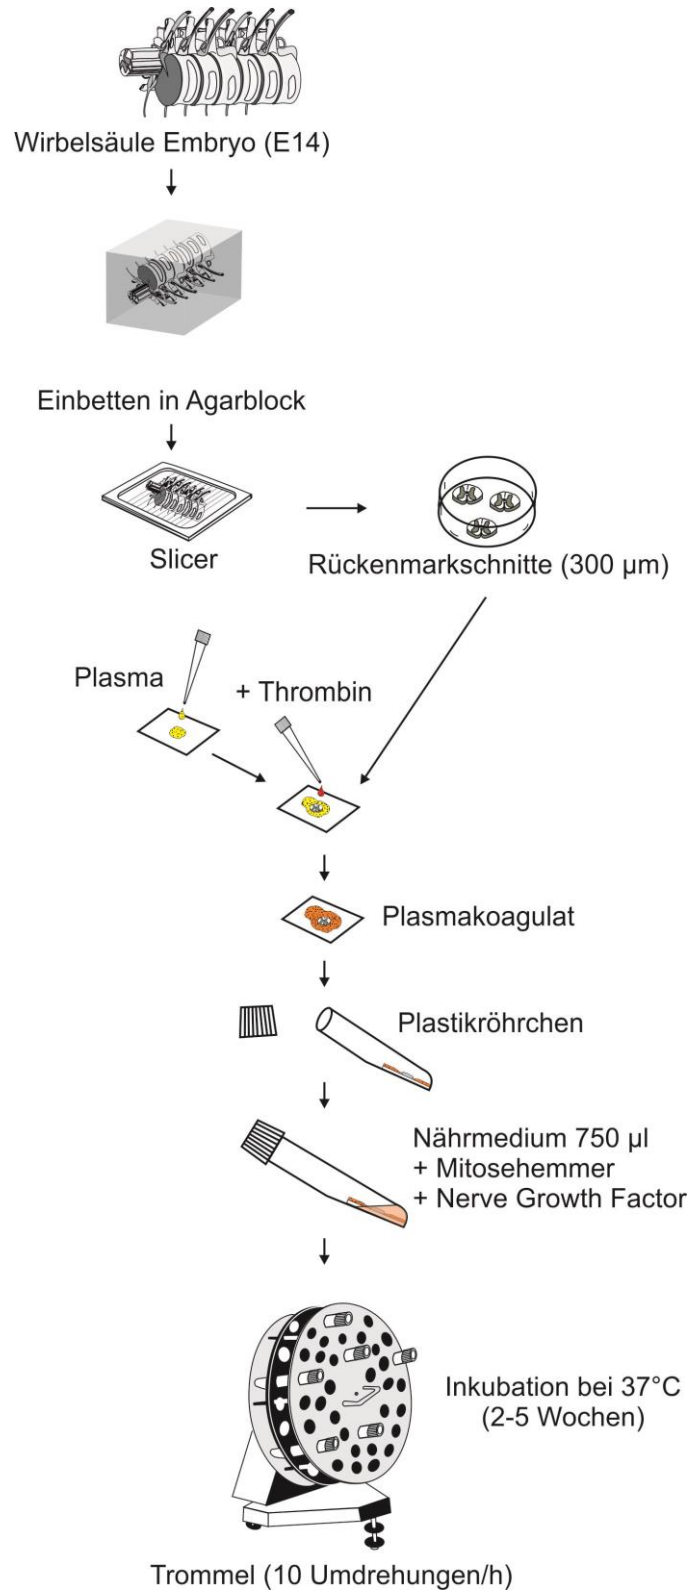 Wirbelsäule Embryo (E14)
Einbetten in Agarblock
Slicer
Rückenmarkschnitte (300 µm)
Plasma
+ Thrombin
Plasmakoagulat
Plastikröhrchen
Nährmedium 750 µl
+ Mitosehemmer
+ Nerve Growth Factor
Inkubation bei 37°C
(2-5 Wochen)
Trommel (10 Umdrehungen/h)